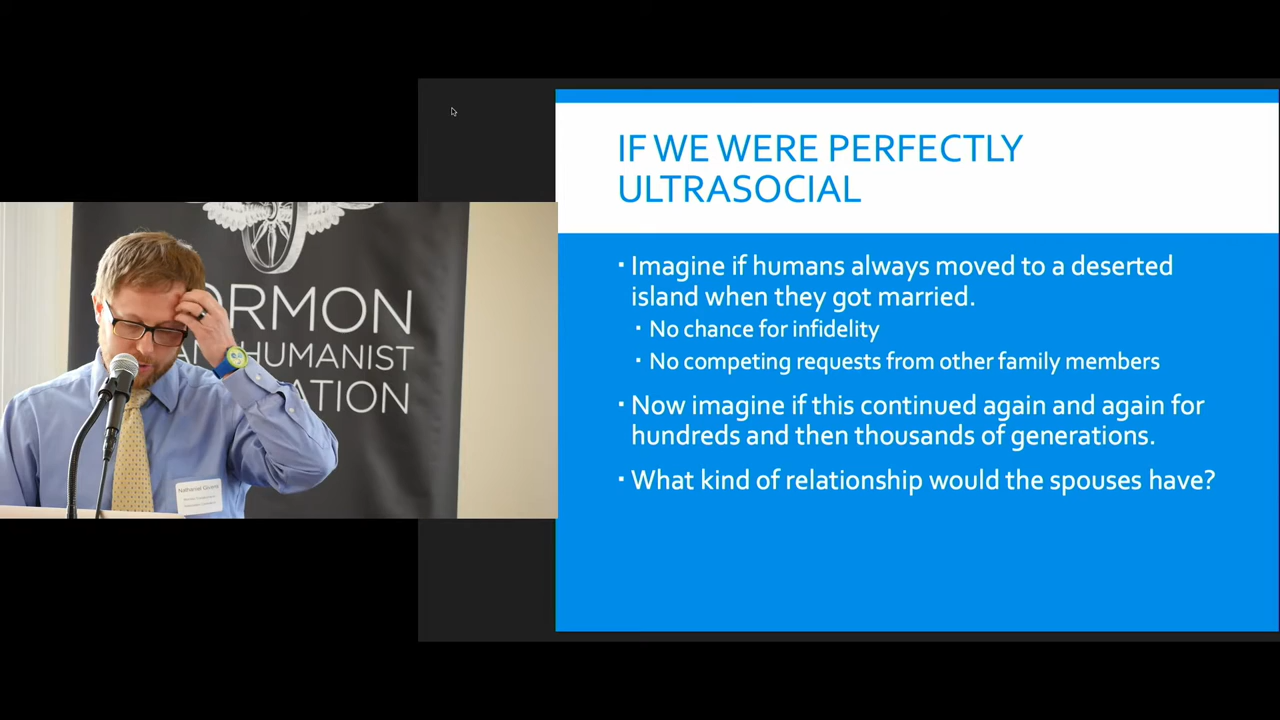 IF WE WERE PERFECTLY
ULTRASOCIAL
Imagine if humans always moved to a deserted
island when they got married.
No chance for infidelity
No competing requests from other family members
Now imagine if this continued again and again for
hundreds and then thousands of generations.
What kind of relationship would the spouses have?
ORMON
HUMANIST
ATION
Nathaniel